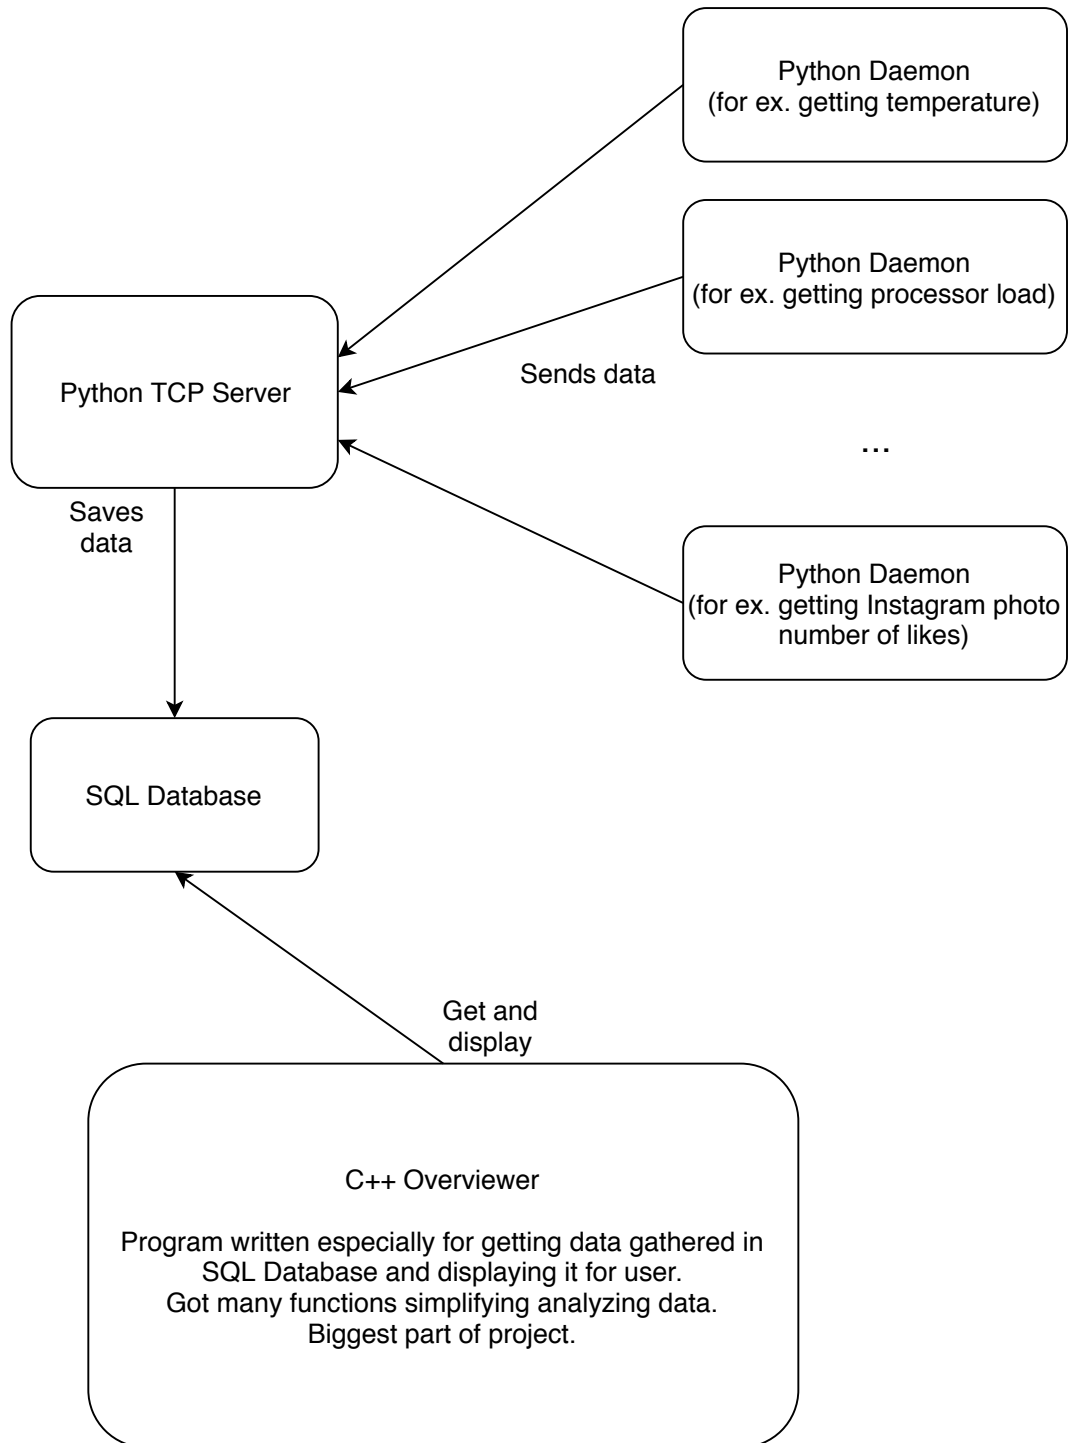 Python Daemon
(for ex. getting temperature)
Python Daemon
(for ex. getting processor load)
Sends data
Python TCP Server
...
Saves
data
Python Daemon
(for ex. getting Instagram photo
number of likes)
SQL Database
Get and
display
C++ Overviewer
Program written especially for getting data gathered in
SQL Database and displaying it for user.
Got many functions simplifying analyzing data.
Biggest part of project.